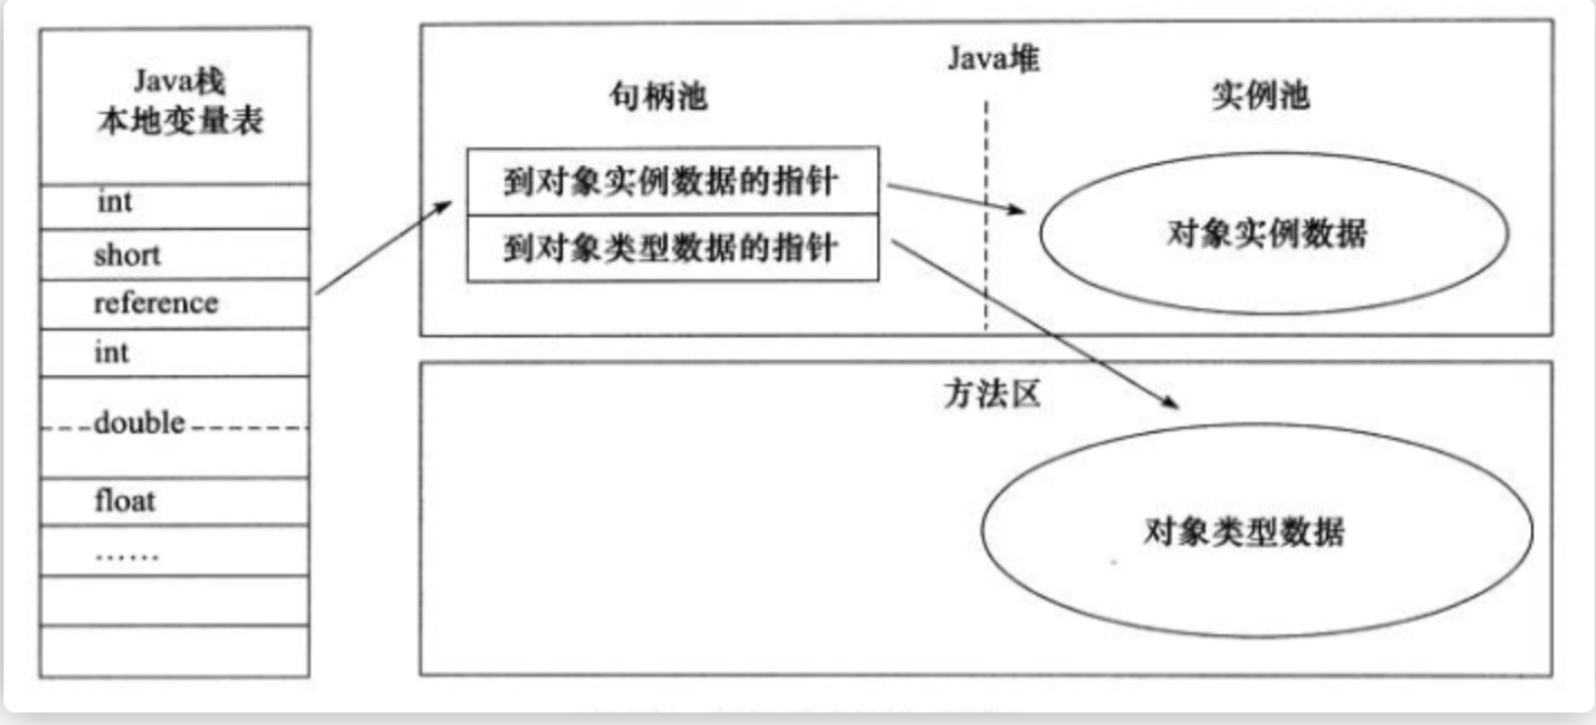 Java栈
本地变量表
int
short
reference
int
double
float
……
Java堆
句柄池
实例池
到对象实例数据的指针
到对象类型数据的指针
对象实例数据
方法区
对象类型数据